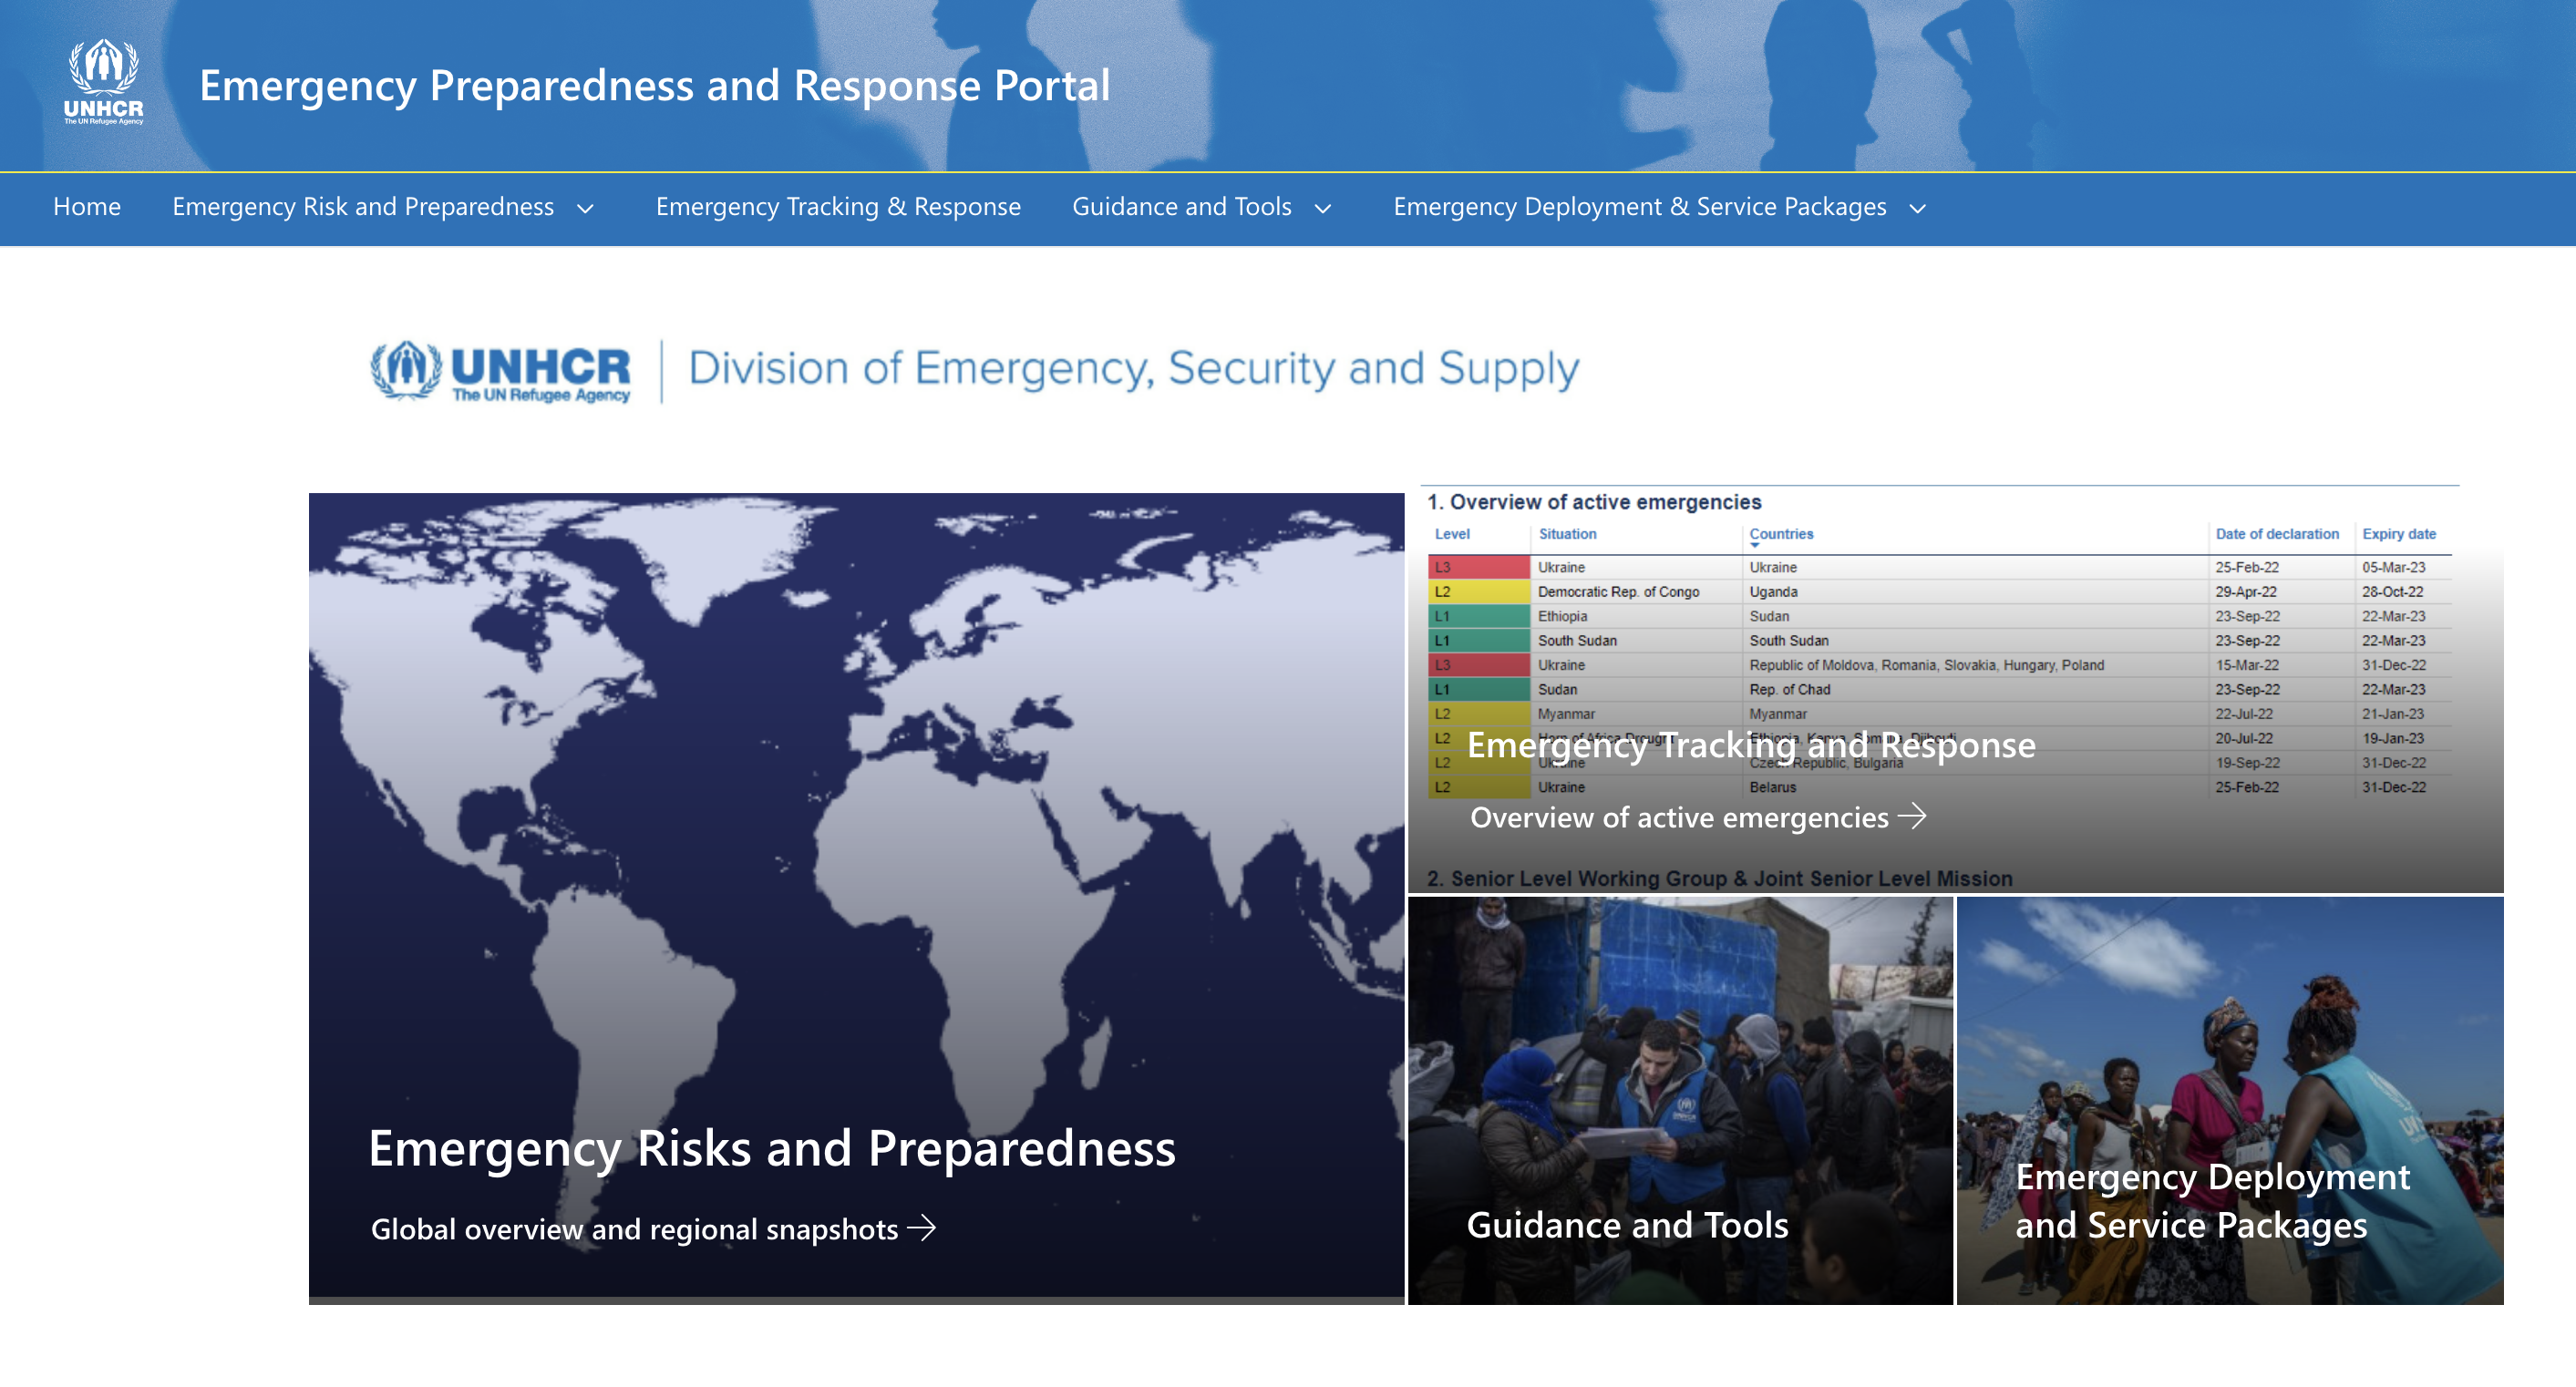 UNHCR
The UN Refugee Agency
Emergency Preparedness and Response Portal
Home
Emergency Risk and Preparedness
Emergency Tracking & Response
Guidance and Tools
Emergency Deployment & Service Packages
UNHCR
The UN Refugee Agency
Division of Emergency, Security and Supply
Emergency Risks and Preparedness
Global overview and regional snapshots
1. Overview of active emergencies
Level Situation Countries Date of declaration Expiry date
L3 Ukraine Ukraine 25-Feb-22 05-Mar-23
L2 Democratic Rep. of Congo Uganda 29-Apr-22 28-Oct-22
L1 Ethiopia Sudan 23-Sep-22 22-Mar-23
L1 South Sudan South Sudan 23-Sep-22 22-Mar-23
L3 Ukraine Republic of Moldova, Romania, Slovakia, Hungary, Poland 15-Mar-22 31-Dec-22
L1 Sudan Rep. of Chad 23-Sep-22 22-Mar-23
L2 Myanmar Myanmar 22-Jul-22 21-Jan-23
L2 Horn of Africa Drought Ethiopia, Kenya, Somalia, Djibouti 20-Jul-22 19-Jan-23
L2 Ukraine Czech Republic, Bulgaria 19-Sep-22 31-Dec-22
L2 Ukraine Belarus 25-Feb-22 31-Dec-22
Emergency Tracking and Response
Overview of active emergencies
2. Senior Level Working Group & Joint Senior Level Mission
UNHCR
Guidance and Tools
Emergency Deployment
and Service Packages